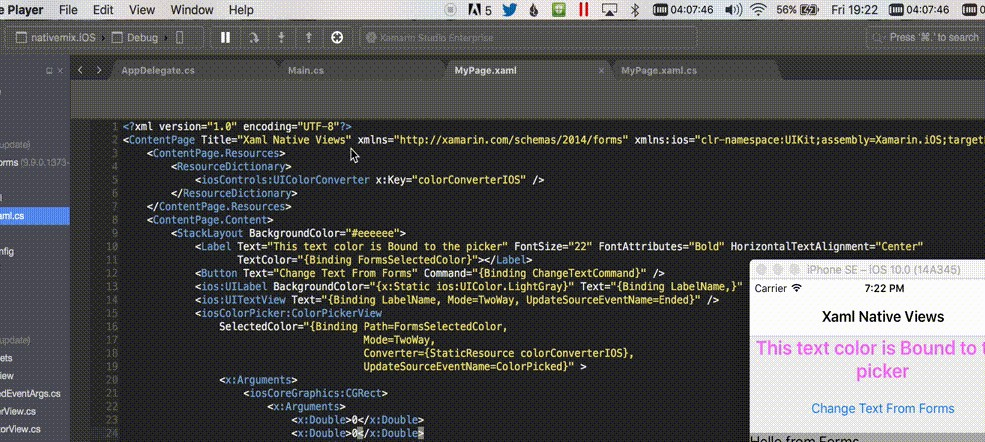 e Player File Edit View Window Help 5 04:07:46 56% Fri 19:22 04:07:46
nativemix.iOS Debug Xamarin Studio Enterprise Press '⌘.' to search
AppDelegate.cs Main.cs MyPage.xaml MyPage.xaml.cs
update)
orms (3.9.0.1373-
l
aml.cs
nfig
update)
ets
iew
edEventArgs.cs
rView.cs
torView.cs
1 <?xml version="1.0" encoding="UTF-8"?>
2 <ContentPage Title="Xaml Native Views" xmlns="http://xamarin.com/schemas/2014/forms" xmlns:ios="clr-namespace:UIKit;assembly=Xamarin.iOS;target
3 <ContentPage.Resources>
4 <ResourceDictionary>
5 <iosControls:UIColorConverter x:Key="colorConverterIOS" />
6 </ResourceDictionary>
7 </ContentPage.Resources>
8 <ContentPage.Content>
9 <StackLayout BackgroundColor="#eeeeee">
10 <Label Text="This text color is Bound to the picker" FontSize="22" FontAttributes="Bold" HorizontalTextAlignment="Center"
11 TextColor="{Binding FormsSelectedColor}"></Label>
12 <Button Text="Change Text From Forms" Command="{Binding ChangeTextCommand}" />
13 <ios:UILabel BackgroundColor="{x:Static ios:UIColor.LightGray}" Text="{Binding LabelName,}"
14 <ios:UITextView Text="{Binding LabelName, Mode=TwoWay, UpdateSourceEventName=Ended}" />
15 <iosColorPicker:ColorPickerView
16 SelectedColor="{Binding Path=FormsSelectedColor,
17 Mode=TwoWay,
18 Converter={StaticResource colorConverterIOS},
19 UpdateSourceEventName=ColorPicked}" >
20 <x:Arguments>
21 <iosCoreGraphics:CGRect>
22 <x:Arguments>
23 <x:Double>0</x:Double>
24 <x:Double>0</x:Double>
iPhone SE – iOS 10.0 (14A345)
Carrier 7:22 PM
Xaml Native Views
This text color is Bound to t
picker
Change Text From Forms
Hello from Forms